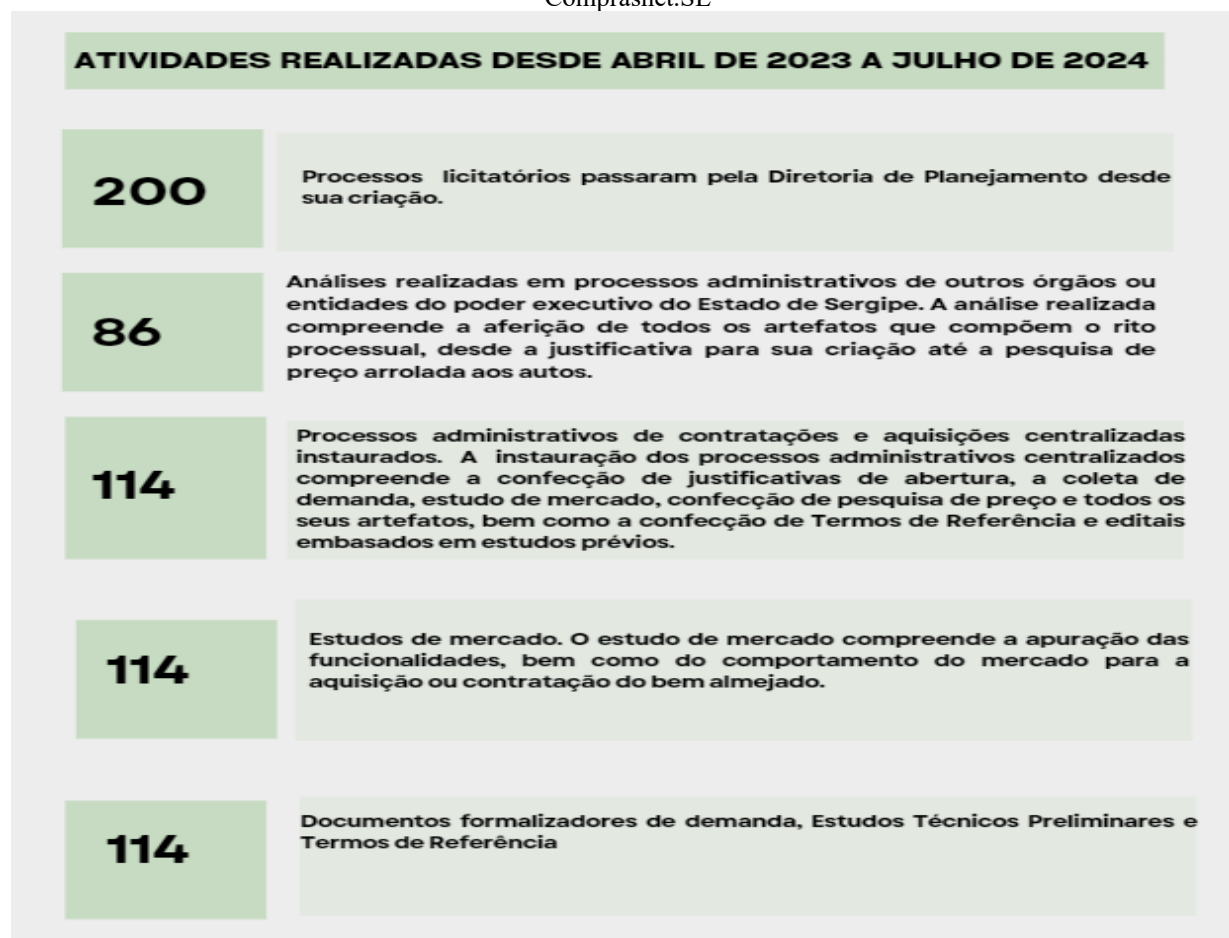 Comprasnet.SE
ATIVIDADES REALIZADAS DESDE ABRIL DE 2023 A JULHO DE 2024
200
Processos licitatórios passaram pela Diretoria de Planejamento desde
sua criação.
86
Análises realizadas em processos administrativos de outros órgãos ou
entidades do poder executivo do Estado de Sergipe. A análise realizada
compreende a aferição de todos os artefatos que compõem o rito
processual, desde a justificativa para sua criação até a pesquisa de
preço arrolada aos autos.
114
Processos administrativos de contratações e aquisições centralizadas
instaurados. A instauração dos processos administrativos centralizados
compreende a confecção de justificativas de abertura, a coleta de
demanda, estudo de mercado, confecção de pesquisa de preço e todos os
seus artefatos, bem como a confecção de Termos de Referência e editais
embasados em estudos prévios.
114
Estudos de mercado. O estudo de mercado compreende a apuração das
funcionalidades, bem como do comportamento do mercado para a
aquisição ou contratação do bem almejado.
114
Documentos formalizadores de demanda, Estudos Técnicos Preliminares e
Termos de Referência